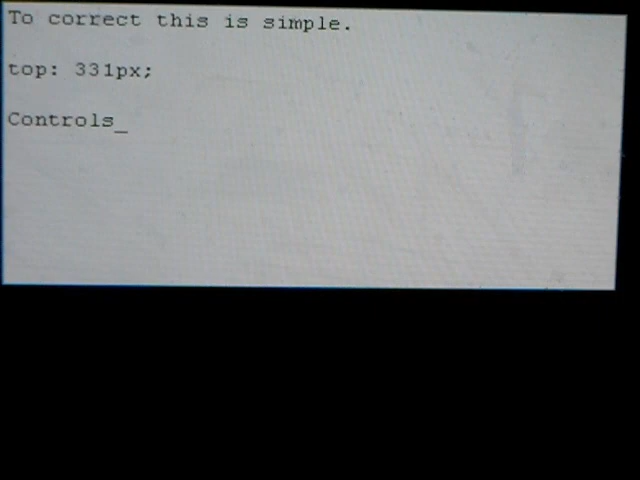 To correct this is simple.
top: 331px;
Controls_